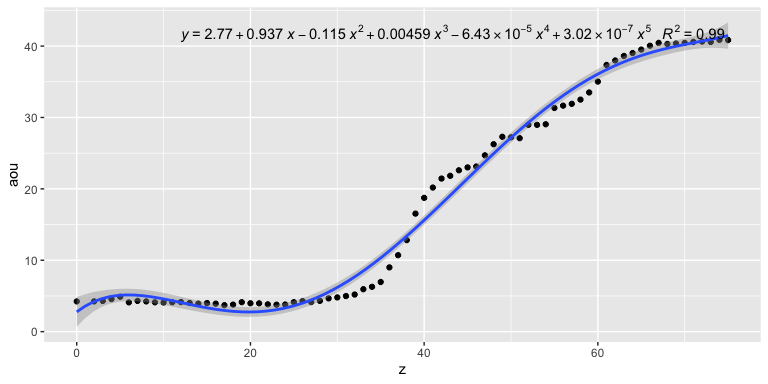 y = 2.77 + 0.937 x − 0.115 x² + 0.00459 x³ − 6.43 × 10⁻⁵ x⁴ + 3.02 × 10⁻⁷ x⁵ R² = 0.99
40
30
20
10
0
aou
0 20 40 60
z